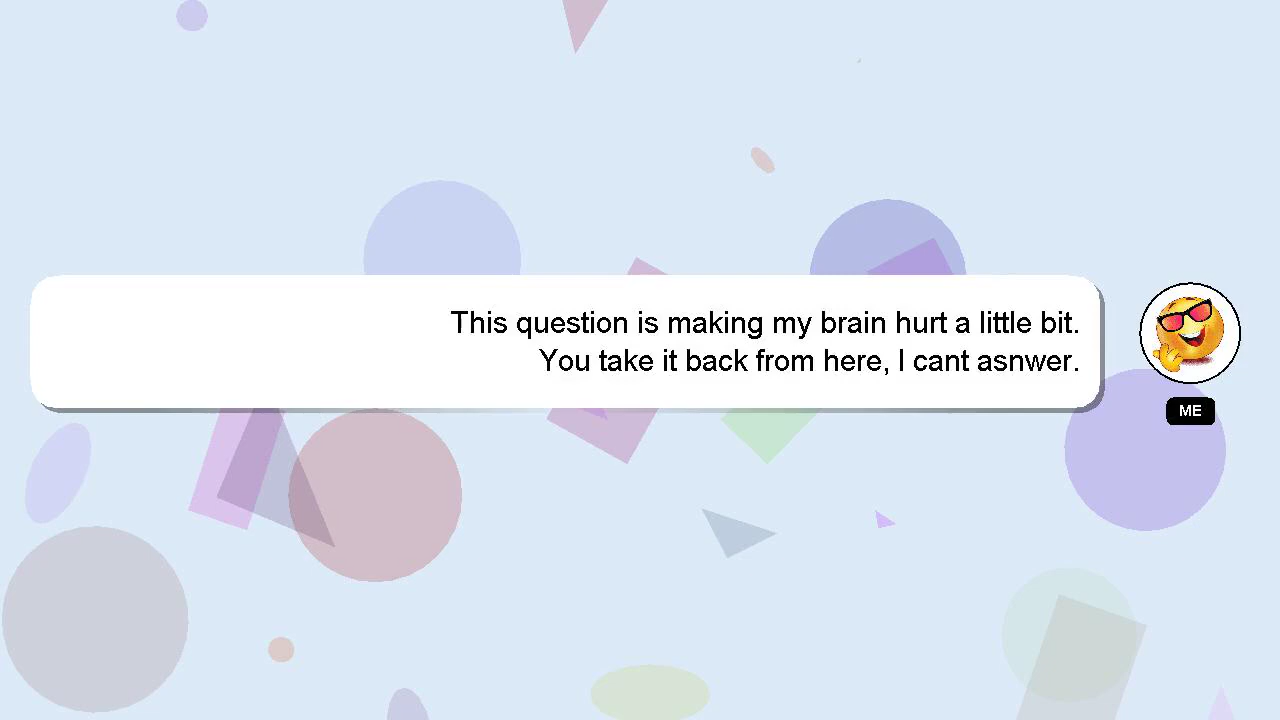 This question is making my brain hurt a little bit.
You take it back from here, I cant asnwer.
ME